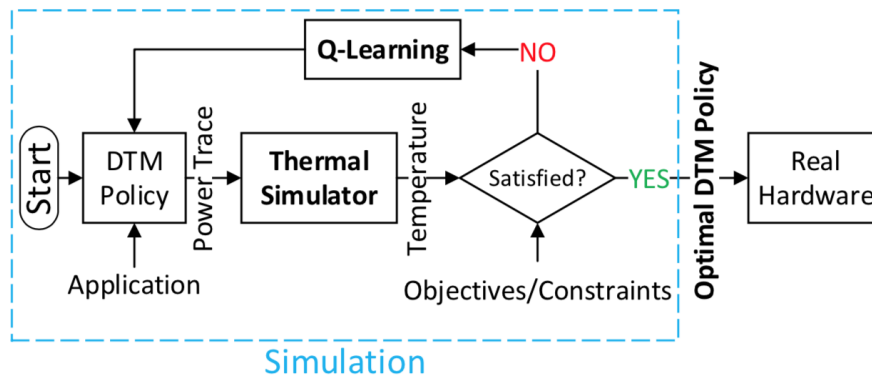 Q-Learning
NO
Start
DTM
Policy
Power Trace
Thermal
Simulator
Temperature
Satisfied?
YES
Optimal DTM Policy
Real
Hardware
Application
Objectives/Constraints
Simulation